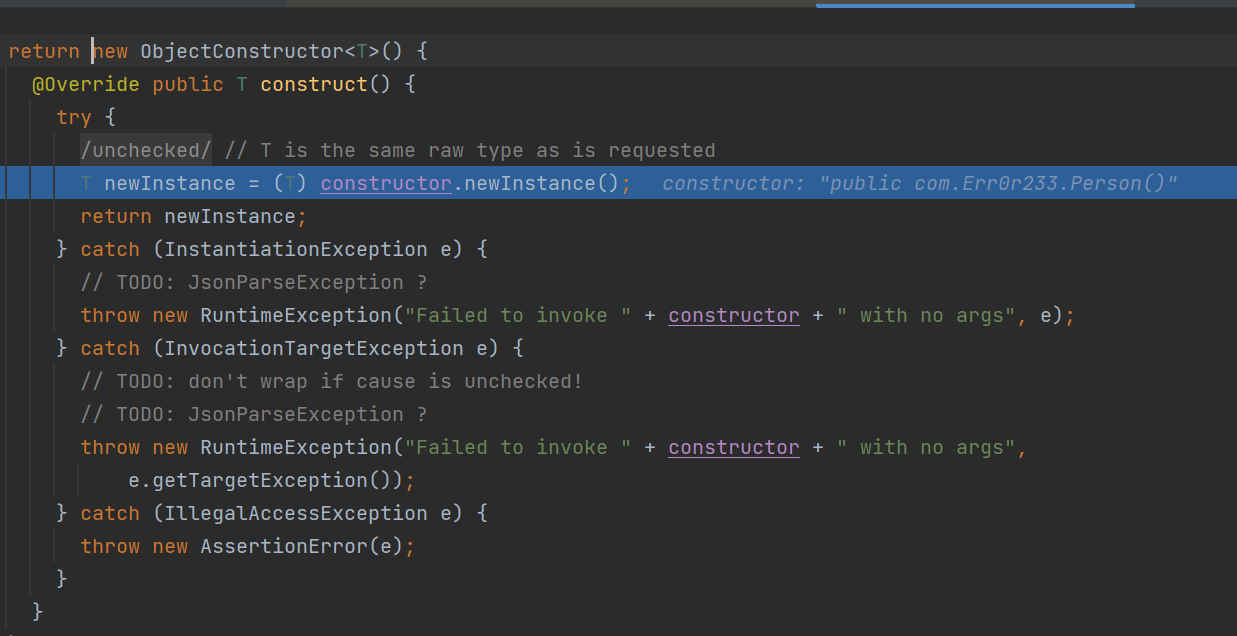 return new ObjectConstructor<T>() {
@Override public T construct() {
try {
/unchecked/ // T is the same raw type as is requested
T newInstance = (T) constructor.newInstance(); constructor: "public com.Err0r233.Person()"
return newInstance;
} catch (InstantiationException e) {
// TODO: JsonParseException ?
throw new RuntimeException("Failed to invoke " + constructor + " with no args", e);
} catch (InvocationTargetException e) {
// TODO: don't wrap if cause is unchecked!
// TODO: JsonParseException ?
throw new RuntimeException("Failed to invoke " + constructor + " with no args",
e.getTargetException());
} catch (IllegalAccessException e) {
throw new AssertionError(e);
}
}